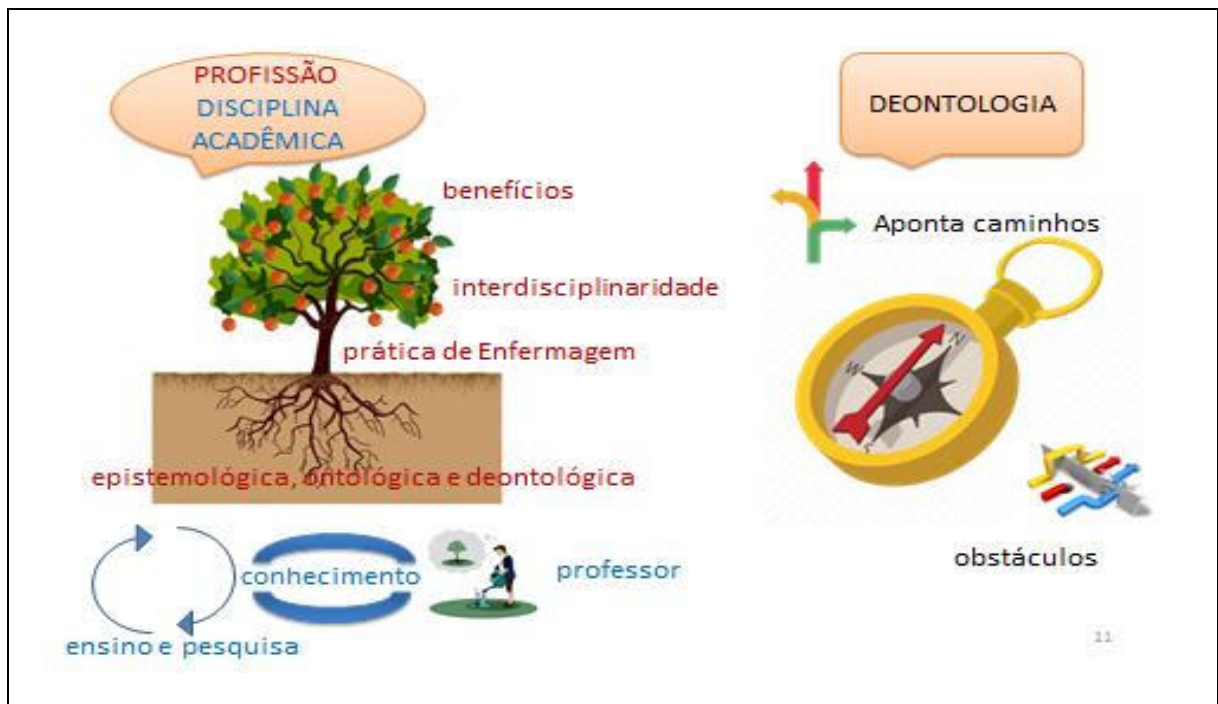 PROFISSÃO
DISCIPLINA
ACADÊMICA
benefícios
interdisciplinaridade
prática de Enfermagem
epistemológica, ontológica e deontológica
conhecimento
professor
ensino e pesquisa
DEONTOLOGIA
Aponta caminhos
N
W
obstáculos
11